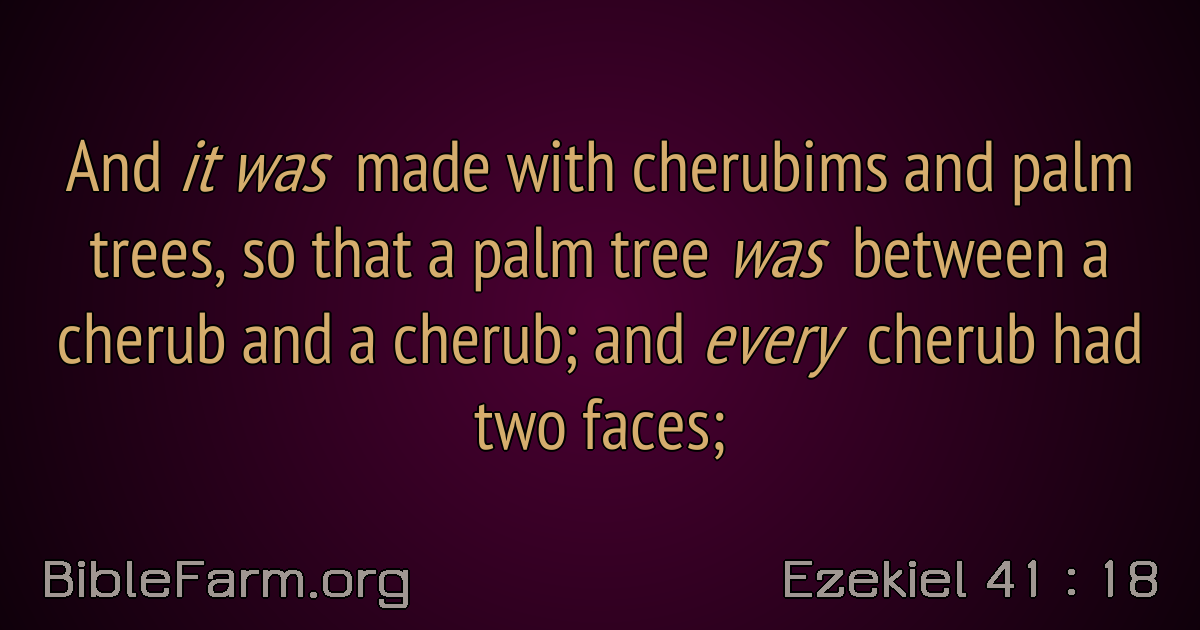 And it was made with cherubims and palm
trees, so that a palm tree was between a
cherub and a cherub; and every cherub had
two faces;
BibleFarm.org
Ezekiel 41 : 18